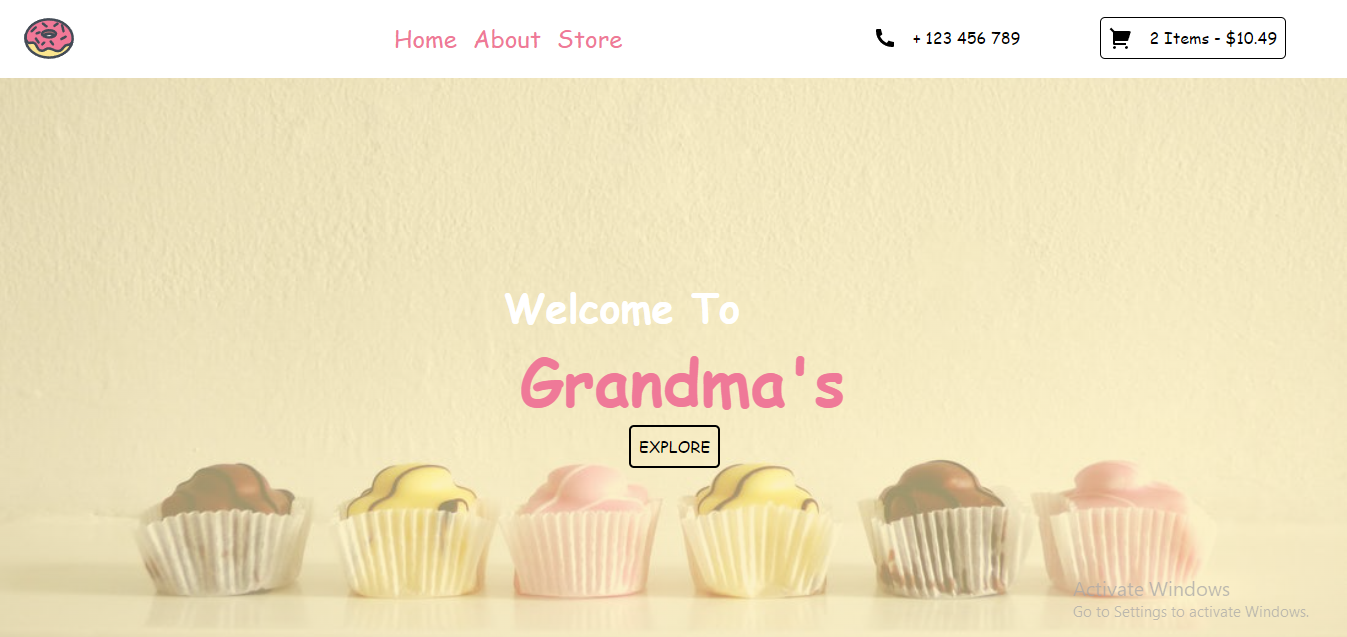 Home About Store + 123 456 789 2 Items - $10.49
Welcome To
Grandma's
EXPLORE
Activate Windows
Go to Settings to activate Windows.